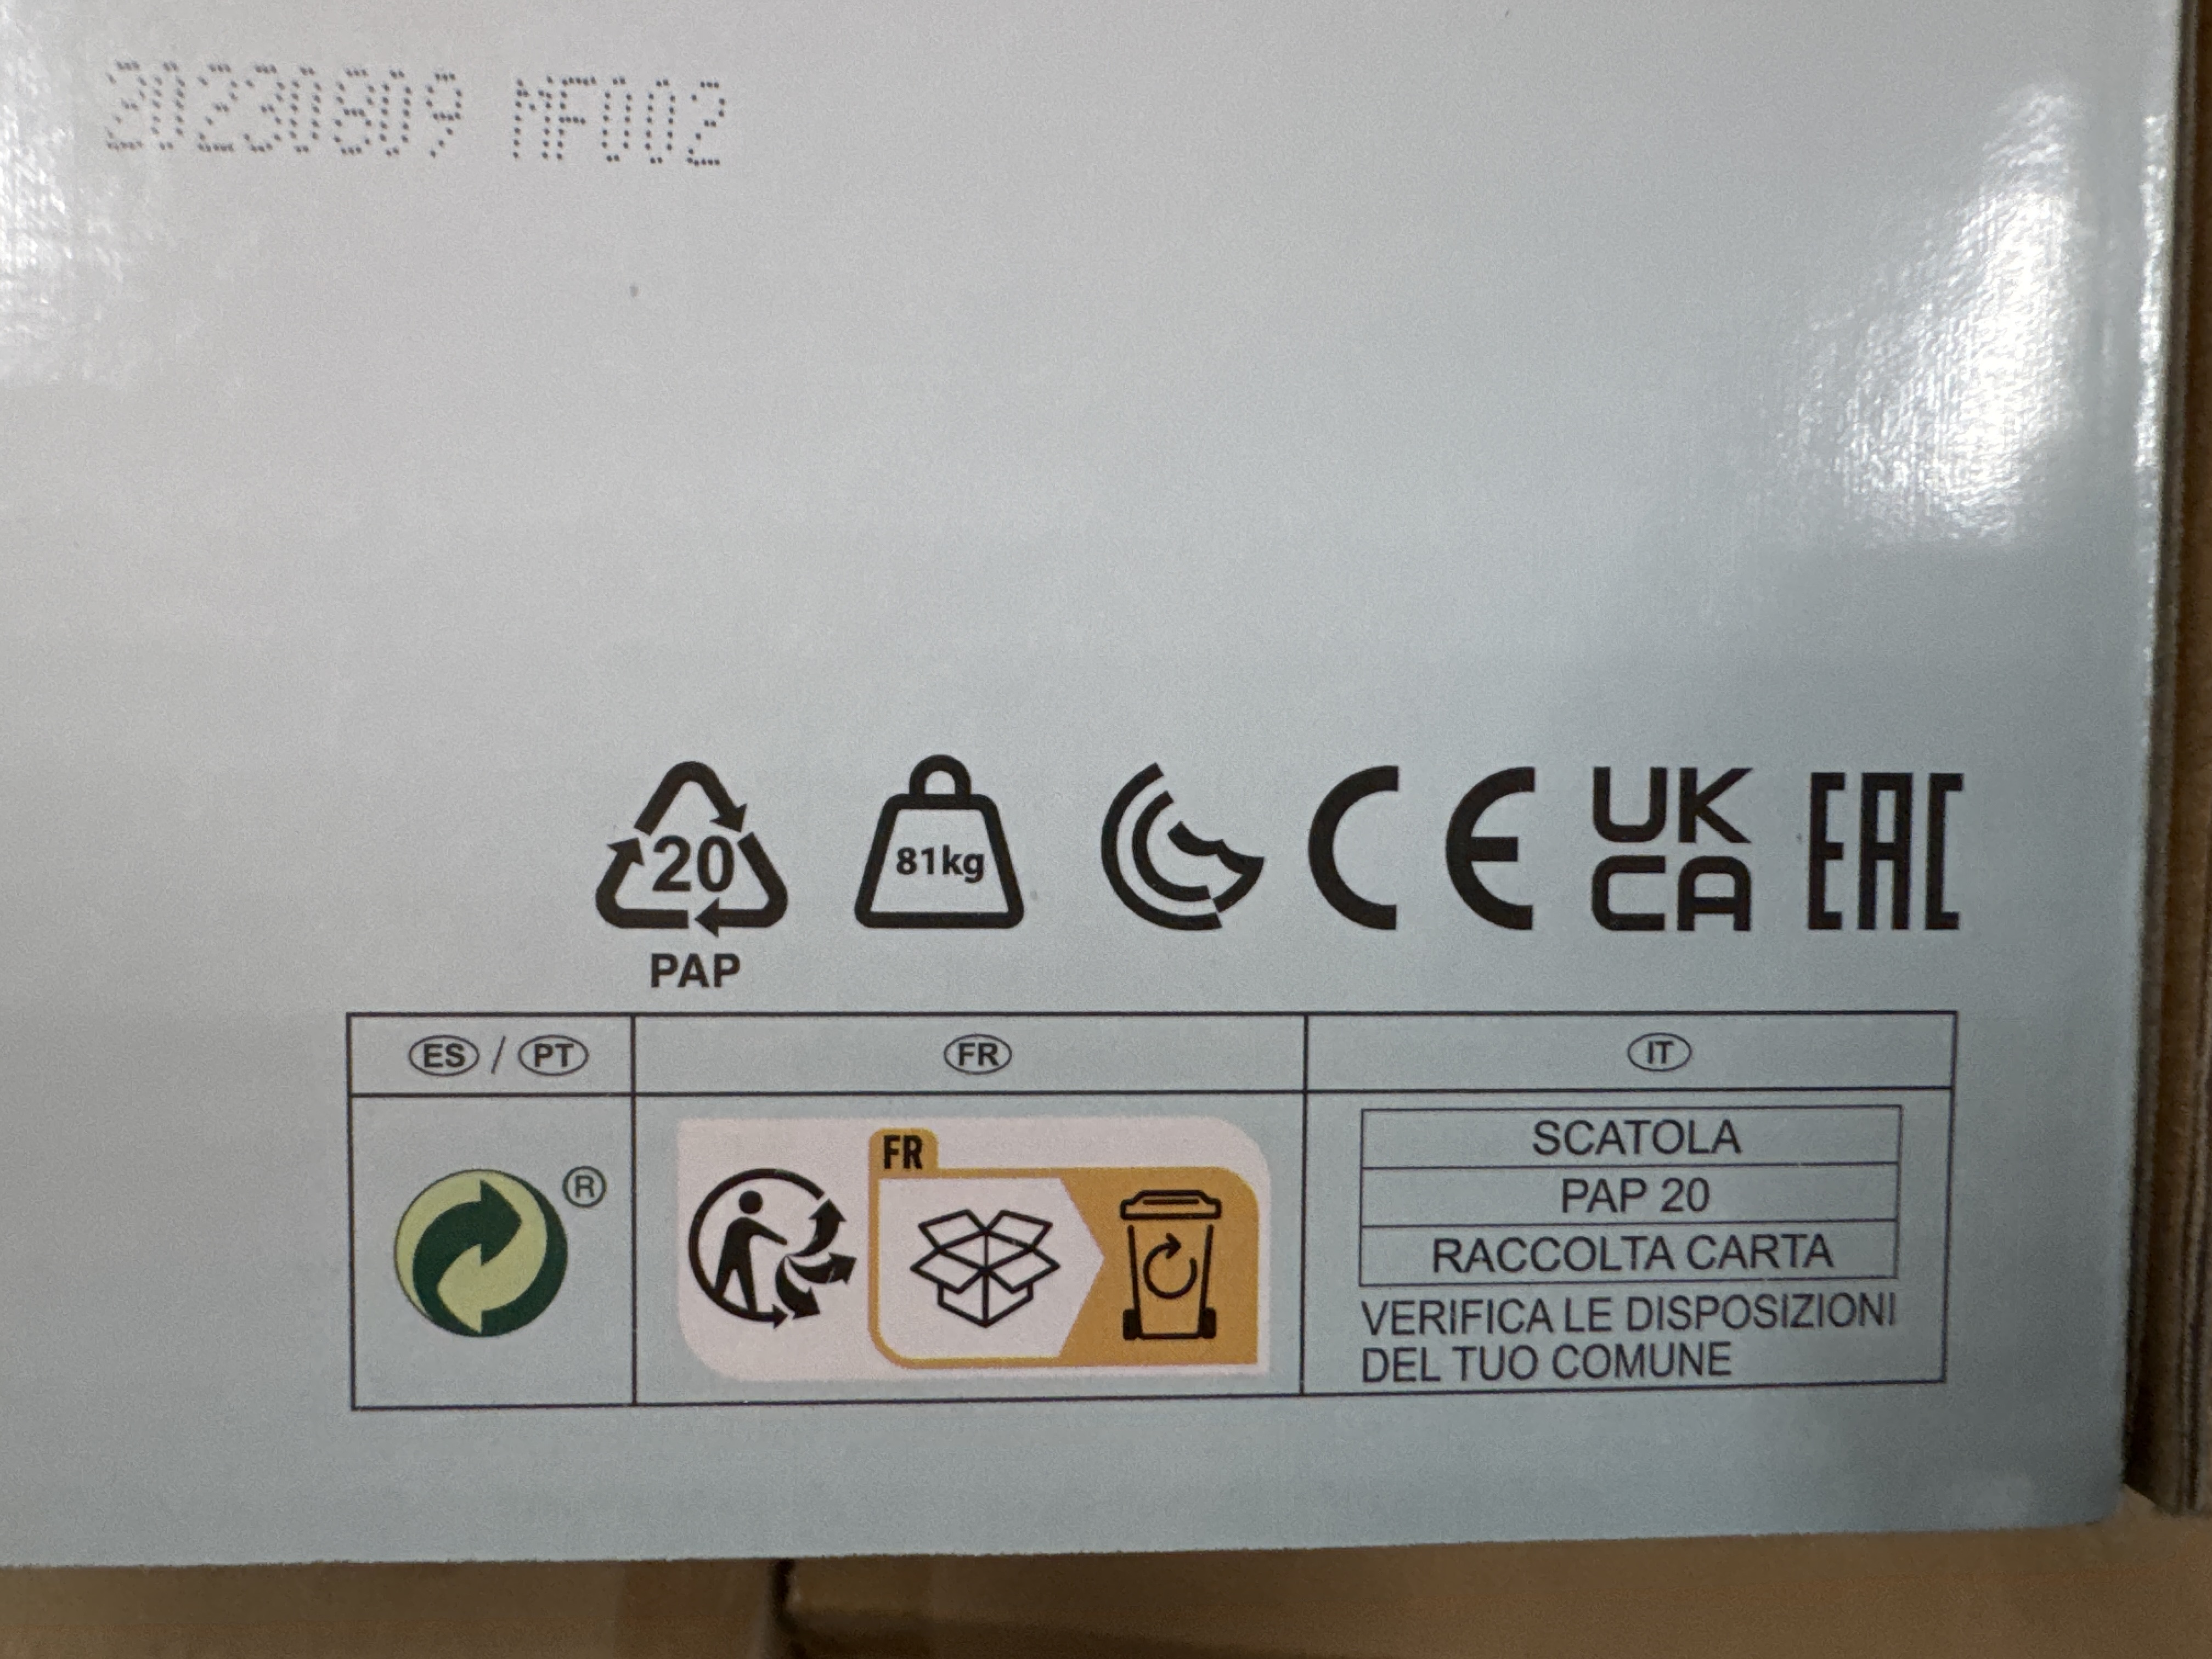 20230809 MF002
20
PAP
81kg
CE
UK
CA
EAC
ES / PT
FR
IT
®
FR
SCATOLA
PAP 20
RACCOLTA CARTA
VERIFICA LE DISPOSIZIONI
DEL TUO COMUNE